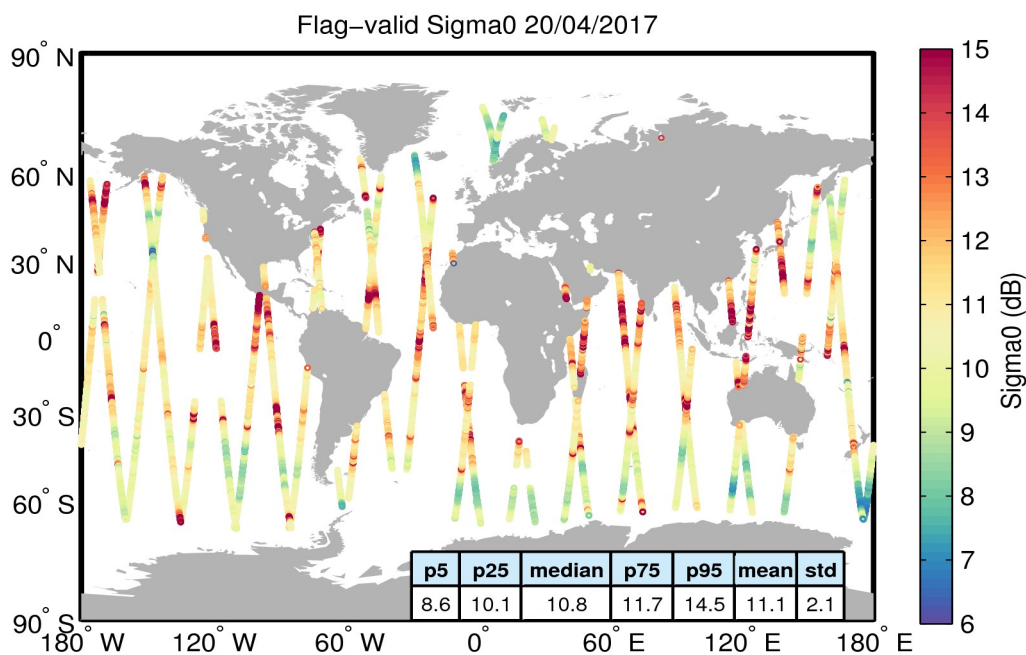 Flag−valid Sigma0 20/04/2017
90° N
60° N
30° N
0°
30° S
60° S
90° S
180° W
120° W
60° W
0°
60° E
120° E
180° E
15
14
13
12
11
10
9
8
7
6
Sigma0 (dB)
p5 p25 median p75 p95 mean std
8.6 10.1 10.8 11.7 14.5 11.1 2.1